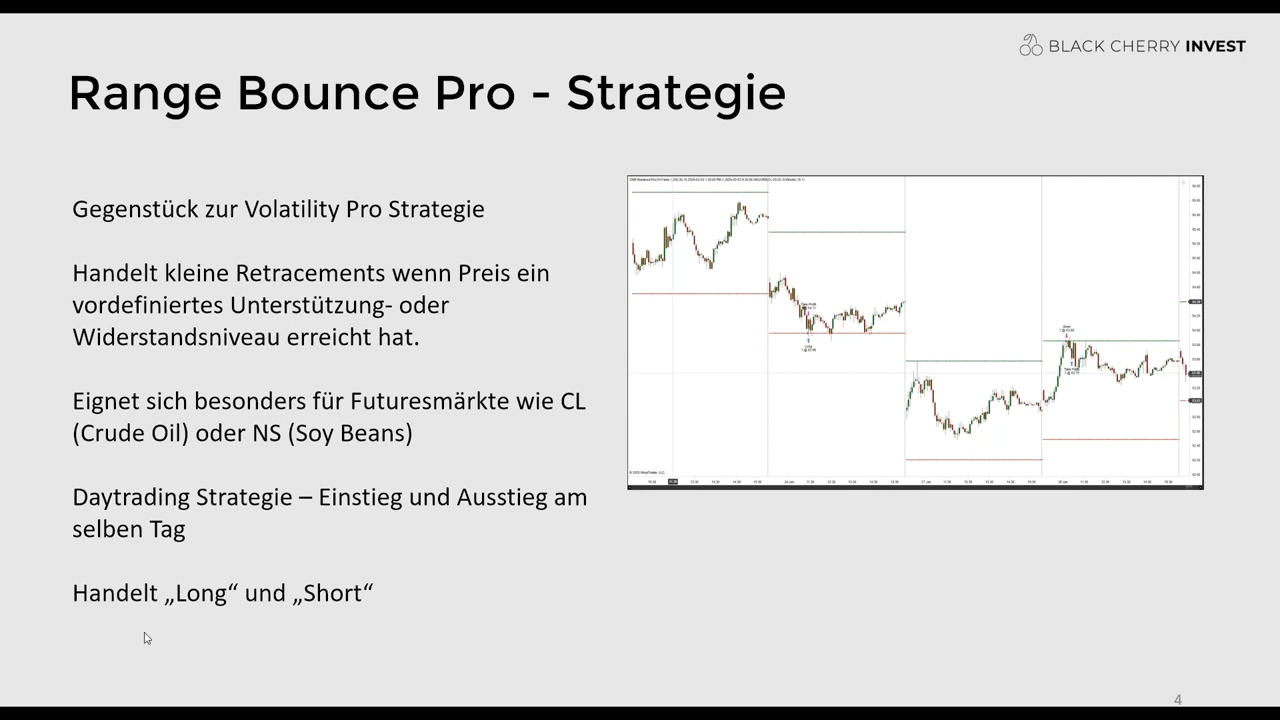 BLACK CHERRY INVEST
Range Bounce Pro - Strategie
Gegenstück zur Volatility Pro Strategie
Handelt kleine Retracements wenn Preis ein
vordefiniertes Unterstützung- oder
Widerstandsniveau erreicht hat.
Eignet sich besonders für Futuresmärkte wie CL
(Crude Oil) oder NS (Soy Beans)
Daytrading Strategie – Einstieg und Ausstieg am
selben Tag
Handelt „Long“ und „Short“
Long
Short
4